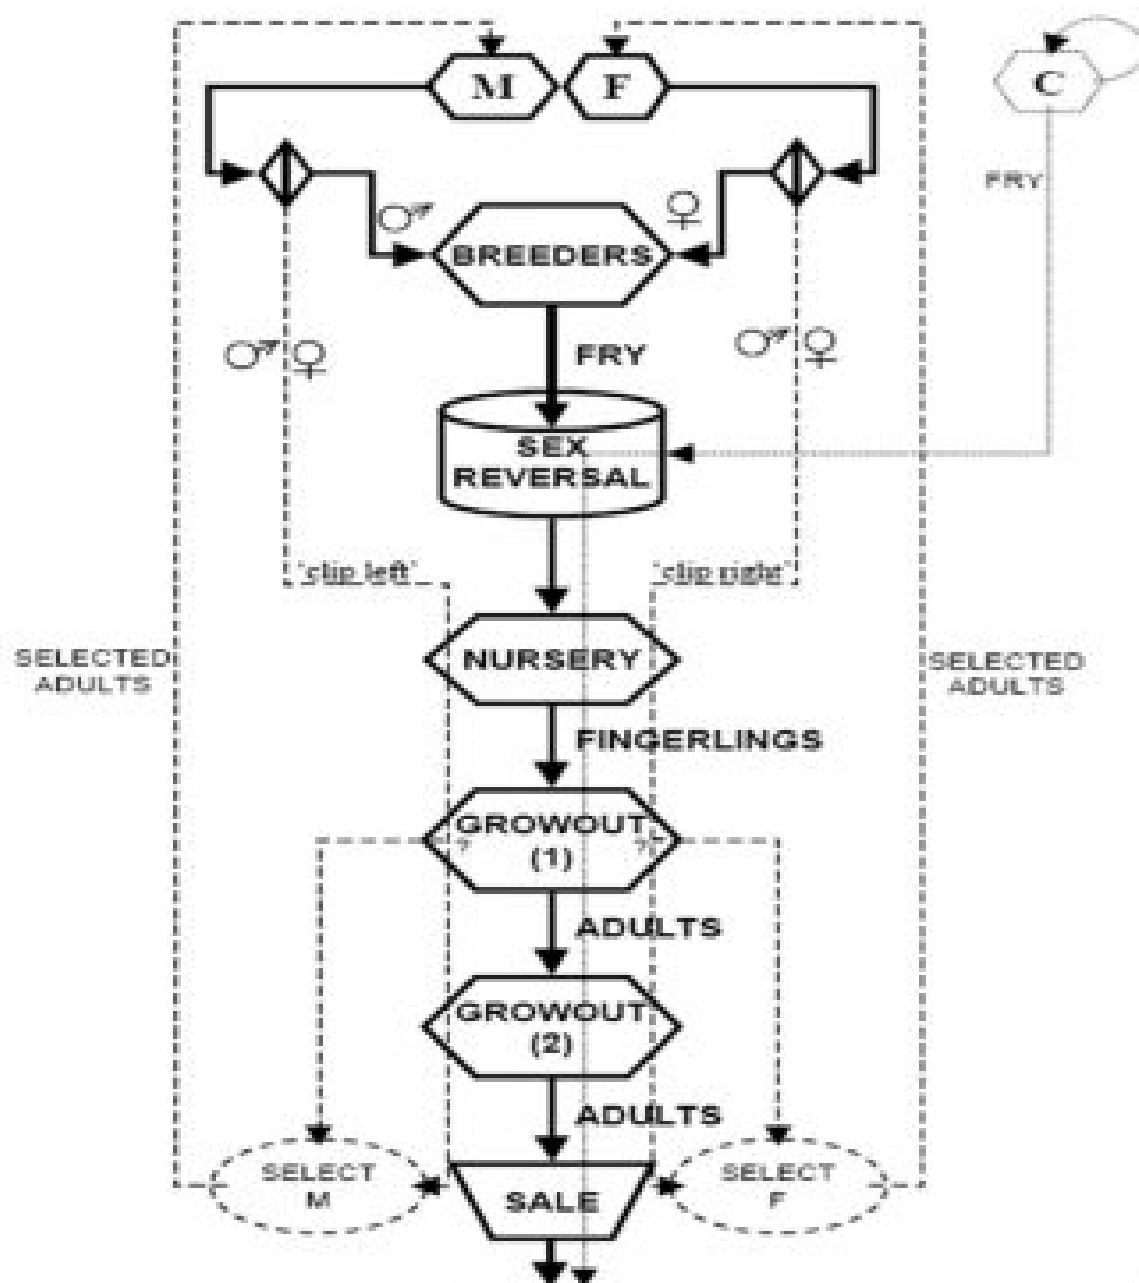 M
F
C
FRY
♂
♀
BREEDERS
♂ ♀
FRY
♂ ♀
SEX
REVERSAL
'clip left'
'clip right'
SELECTED
ADULTS
NURSERY
SELECTED
ADULTS
FINGERLINGS
GROWOUT
(1)
?
?
ADULTS
GROWOUT
(2)
ADULTS
SELECT
M
SALE
SELECT
F